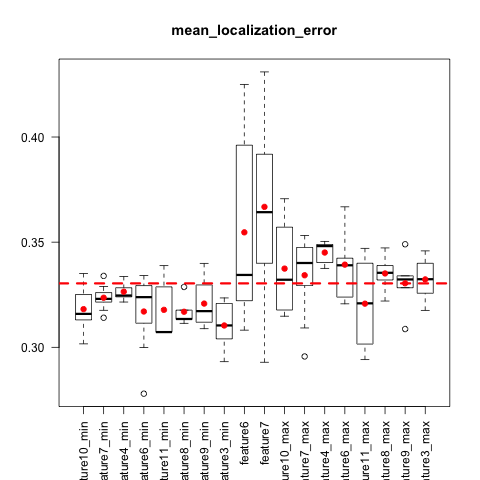 mean_localization_error
0.40
0.35
0.30
ture10_min
ature7_min
ature4_min
ature6_min
ture11_min
ature8_min
ature9_min
ature3_min
feature6
feature7
ture10_max
ature7_max
ature4_max
ature6_max
ture11_max
ature8_max
ature9_max
ature3_max